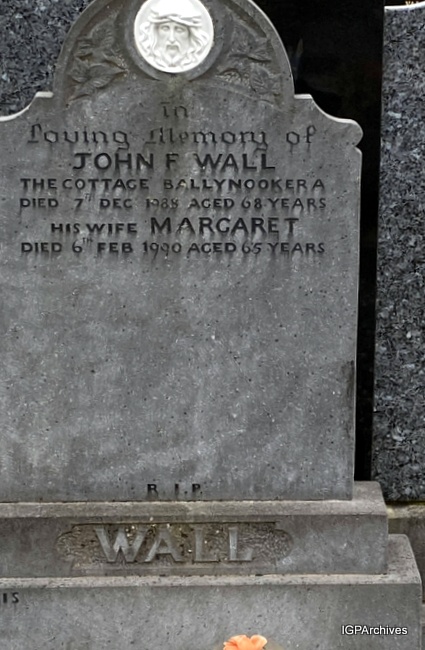 In
Loving Memory of
JOHN F WALL
THE COTTAGE BALLYNOOKERA
DIED 7TH DEC 1988 AGED 68 YEARS
HIS WIFE MARGARET
DIED 6TH FEB 1990 AGED 65 YEARS
R.I.P.
WALL
IS
IGPArchives